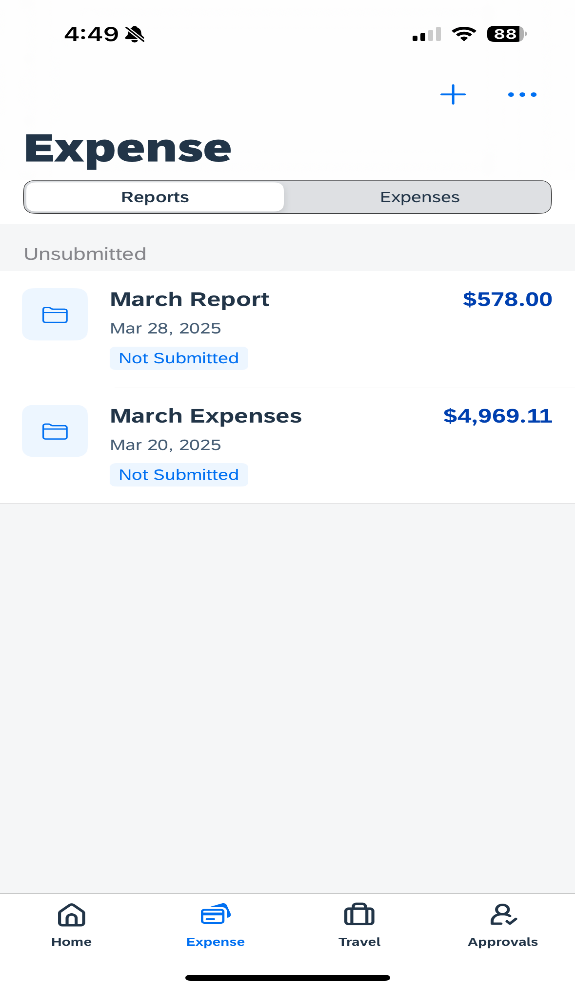 4:49
88
Expense
Reports
Expenses
Unsubmitted
March Report
$578.00
Mar 28, 2025
Not Submitted
March Expenses
$4,969.11
Mar 20, 2025
Not Submitted
Home
Expense
Travel
Approvals